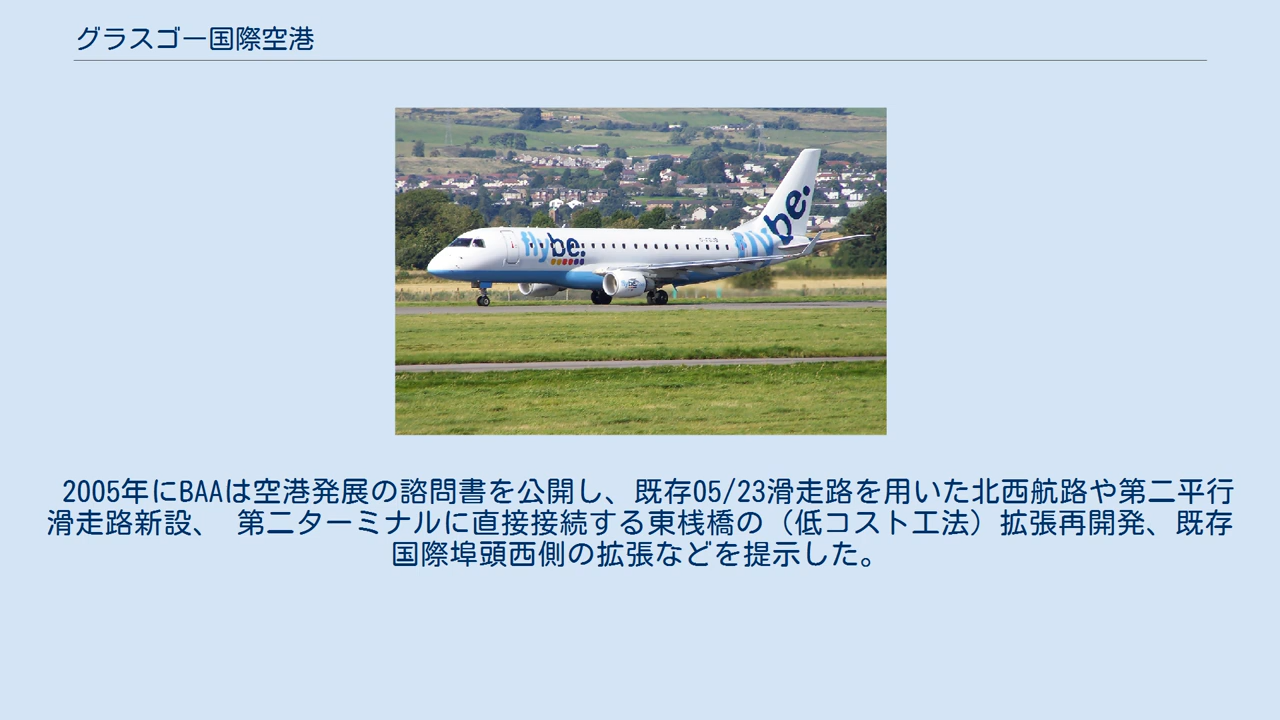 グラスゴー国際空港
flybe.
flybe.
2005年にBAAは空港発展の諮問書を公開し、既存05/23滑走路を用いた北西航路や第二平行
滑走路新設、 第二ターミナルに直接接続する東桟橋の（低コスト工法）拡張再開発、既存
国際埠頭西側の拡張などを提示した。